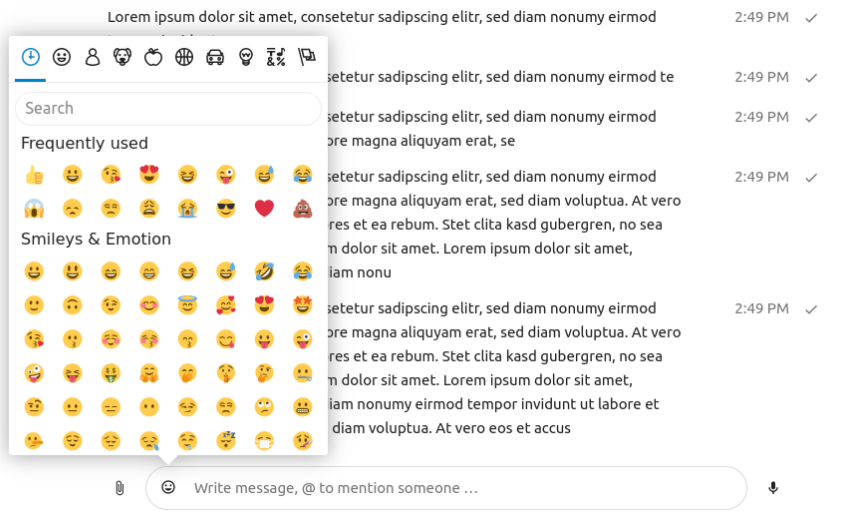 Lorem ipsum dolor sit amet, consetetur sadipscing elitr, sed diam nonumy eirmod 2:49 PM
Search
setetur sadipscing elitr, sed diam nonumy eirmod te 2:49 PM
setetur sadipscing elitr, sed diam nonumy eirmod 2:49 PM
ore magna aliquyam erat, se
Frequently used
setetur sadipscing elitr, sed diam nonumy eirmod 2:49 PM
ore magna aliquyam erat, sed diam voluptua. At vero
res et ea rebum. Stet clita kasd gubergren, no sea
Smileys & Emotion
m dolor sit amet. Lorem ipsum dolor sit amet,
iam nonu
setetur sadipscing elitr, sed diam nonumy eirmod 2:49 PM
ore magna aliquyam erat, sed diam voluptua. At vero
res et ea rebum. Stet clita kasd gubergren, no sea
m dolor sit amet. Lorem ipsum dolor sit amet,
iam nonumy eirmod tempor invidunt ut labore et
diam voluptua. At vero eos et accus
Write message, @ to mention someone …